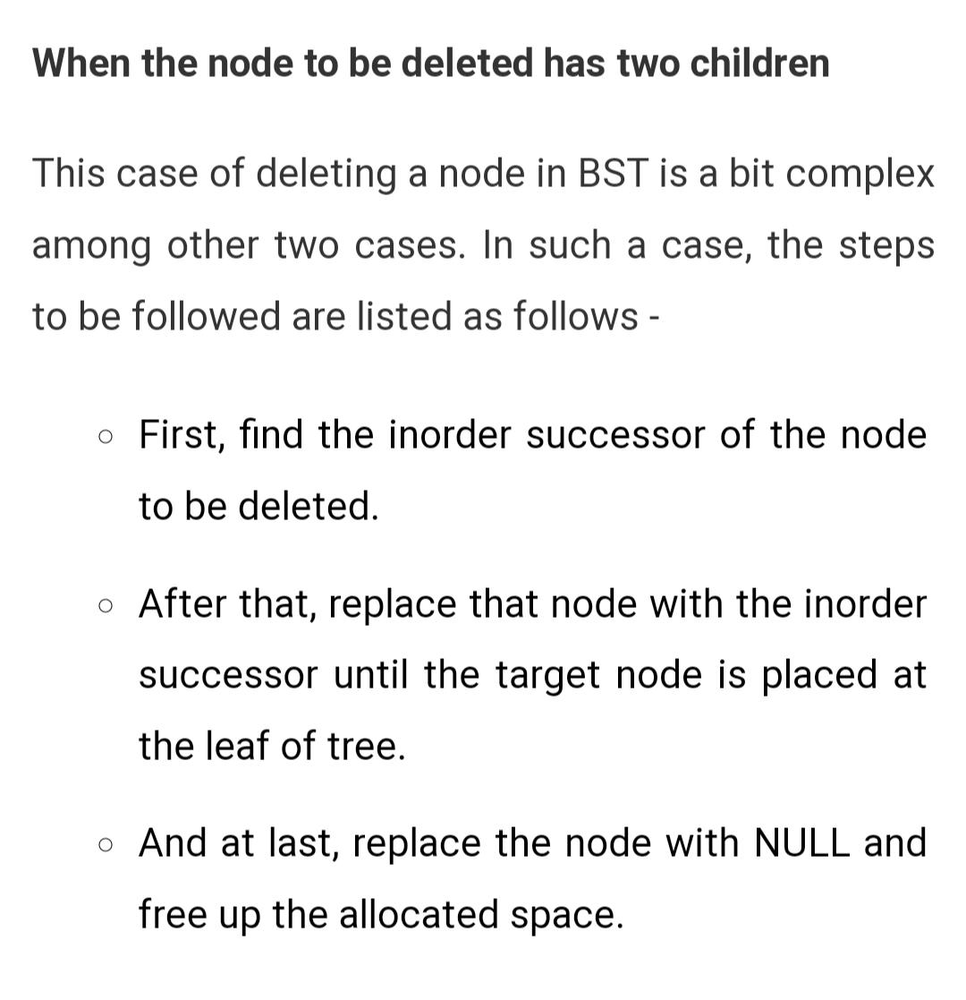 When the node to be deleted has two children
This case of deleting a node in BST is a bit complex
among other two cases. In such a case, the steps
to be followed are listed as follows -
○ First, find the inorder successor of the node
to be deleted.
○ After that, replace that node with the inorder
successor until the target node is placed at
the leaf of tree.
○ And at last, replace the node with NULL and
free up the allocated space.